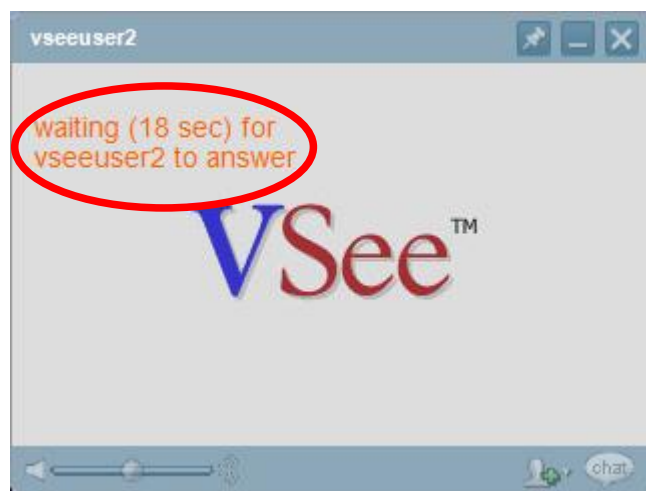 vseeuser2
waiting (18 sec) for
vseeuser2 to answer
VSee™
chat